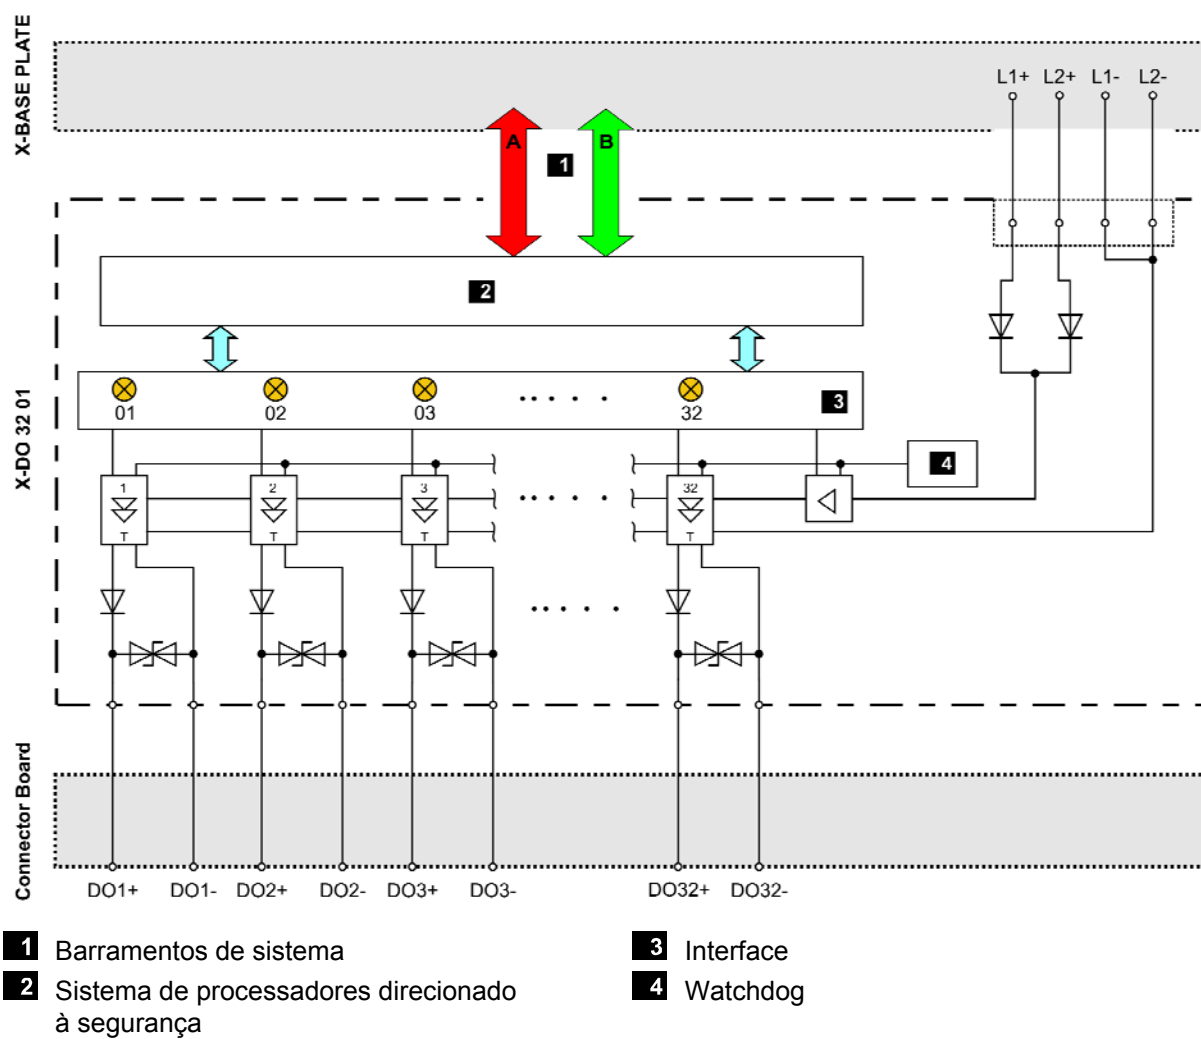 X-BASE PLATE
L1+ L2+ L1- L2-
A B
1
2
X-DO 32 01
01 02 03 32
3
4
1 2 3 32
T T T T
Connector Board
DO1+ DO1- DO2+ DO2- DO3+ DO3- DO32+ DO32-
1 Barramentos de sistema
2 Sistema de processadores direcionado
à segurança
3 Interface
4 Watchdog